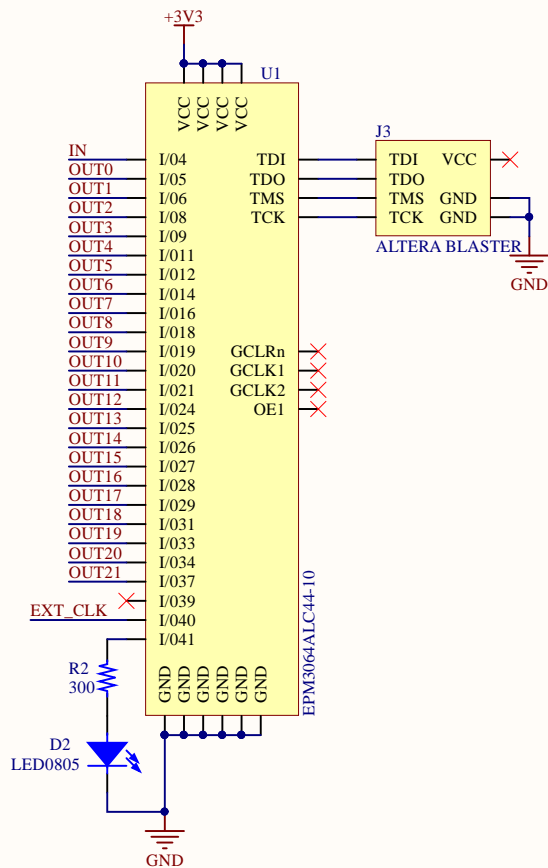 +3V3
U1
VCC VCC VCC VCC
J3
IN I/04 TDI TDI VCC
OUT0 I/05 TDO TDO
OUT1 I/06 TMS TMS GND
OUT2 I/08 TCK TCK GND
OUT3 I/09
OUT4 I/011 ALTERA BLASTER
OUT5 I/012
OUT6 I/014 GND
OUT7 I/016
OUT8 I/018
OUT9 I/019 GCLRn
OUT10 I/020 GCLK1
OUT11 I/021 GCLK2
OUT12 I/024 OE1
OUT13 I/025
OUT14 I/026
OUT15 I/027
OUT16 I/028
OUT17 I/029
OUT18 I/031
OUT19 I/033
OUT20 I/034
OUT21 I/037
I/039
EXT_CLK I/040
I/041
EPM3064ALC44-10
R2
300
GND GND GND GND GND GND
D2
LED0805
GND